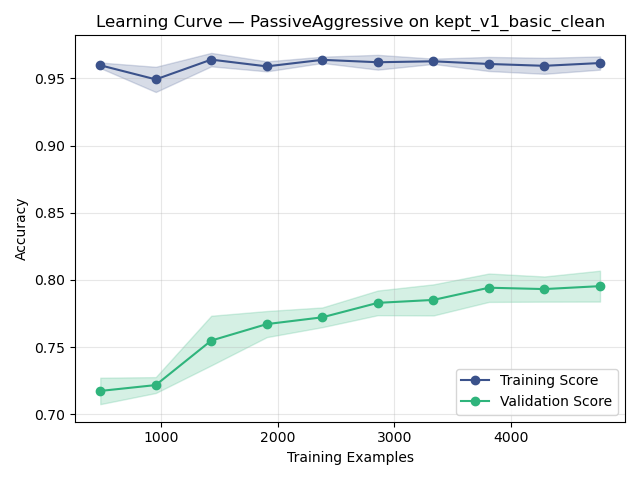 Learning Curve — PassiveAggressive on kept_v1_basic_clean
0.95
0.90
0.85
0.80
0.75
0.70
Accuracy
1000
2000
3000
4000
Training Examples
Training Score
Validation Score